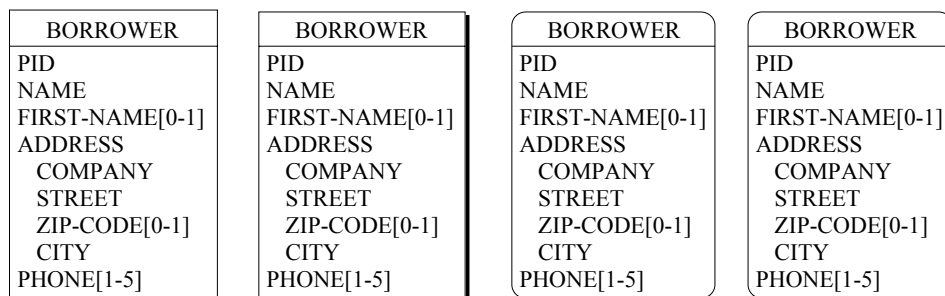 BORROWER
PID
NAME
FIRST-NAME[0-1]
ADDRESS
COMPANY
STREET
ZIP-CODE[0-1]
CITY
PHONE[1-5]
BORROWER
PID
NAME
FIRST-NAME[0-1]
ADDRESS
COMPANY
STREET
ZIP-CODE[0-1]
CITY
PHONE[1-5]
BORROWER
PID
NAME
FIRST-NAME[0-1]
ADDRESS
COMPANY
STREET
ZIP-CODE[0-1]
CITY
PHONE[1-5]
BORROWER
PID
NAME
FIRST-NAME[0-1]
ADDRESS
COMPANY
STREET
ZIP-CODE[0-1]
CITY
PHONE[1-5]